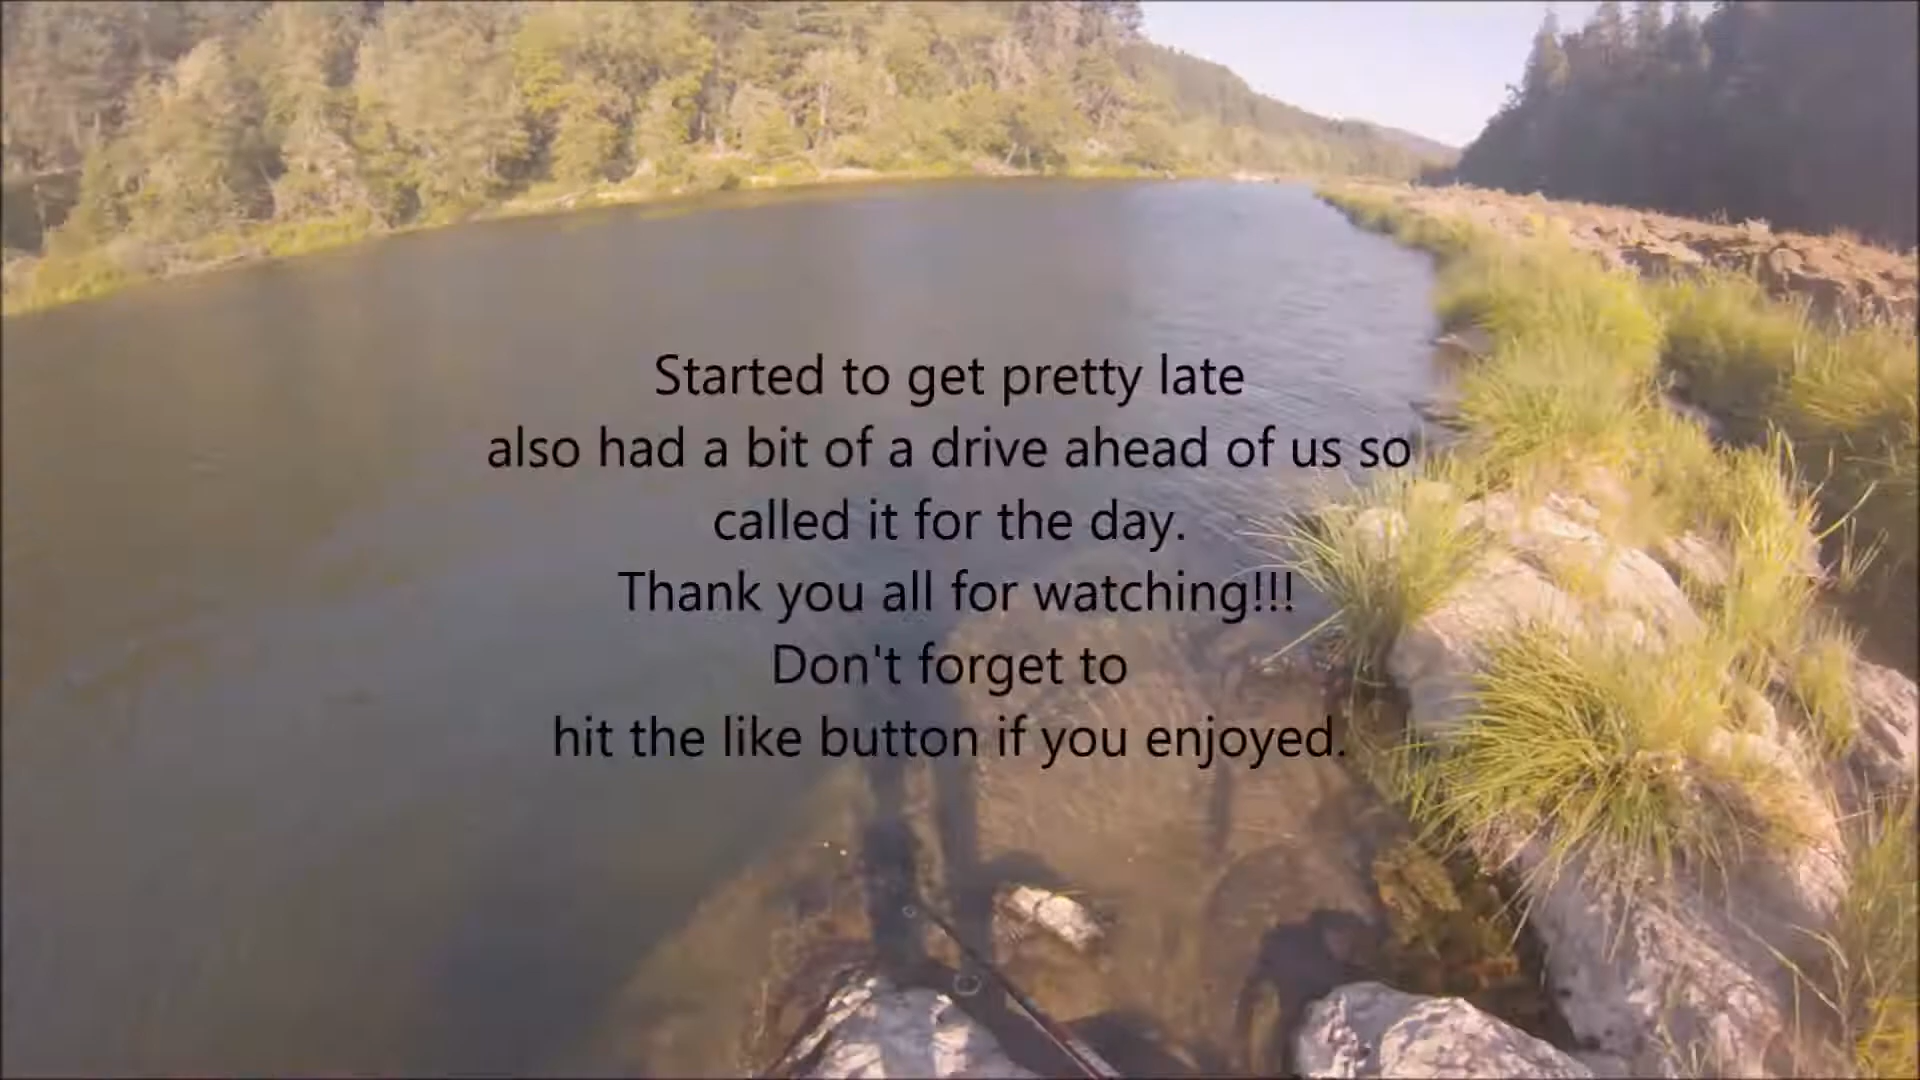 Started to get pretty late
also had a bit of a drive ahead of us so
called it for the day.
Thank you all for watching!!!
Don't forget to
hit the like button if you enjoyed.